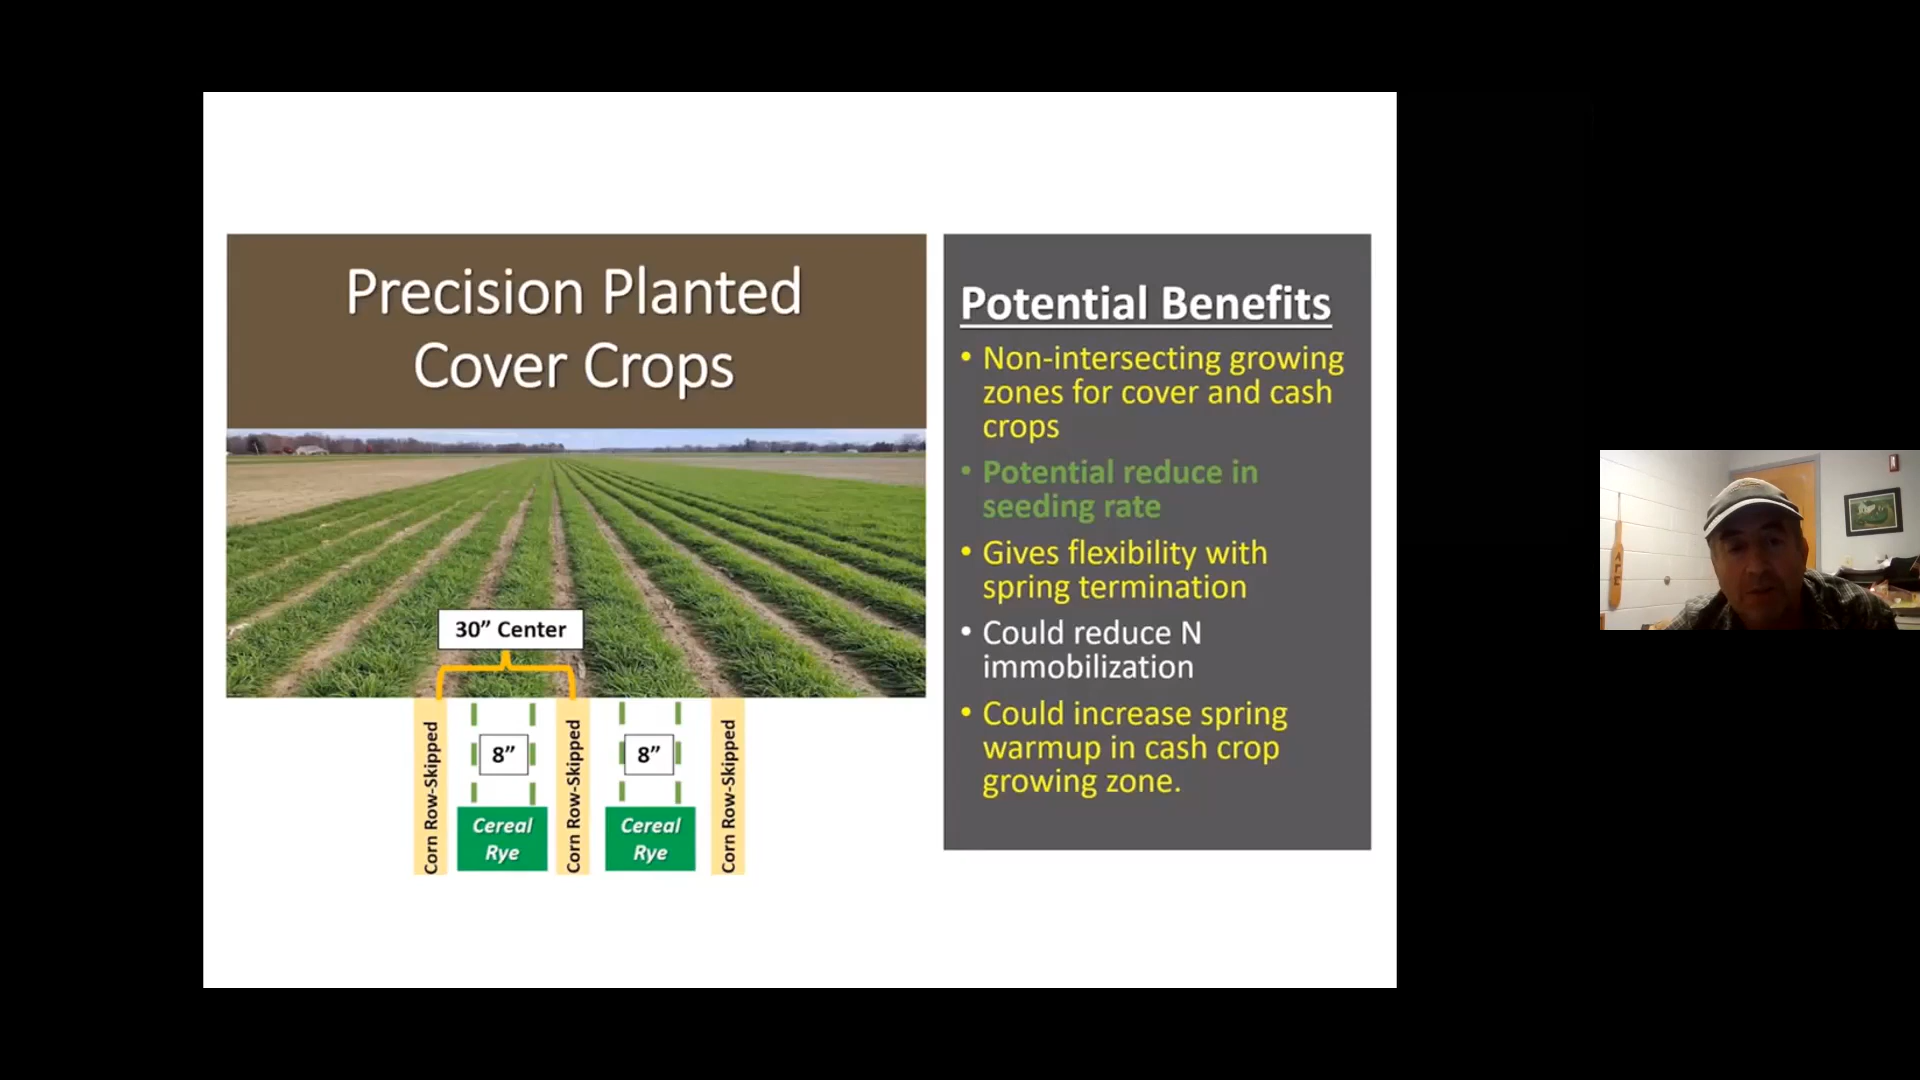 Precision Planted
Cover Crops
30” Center
Corn Row-Skipped
8”
Cereal
Rye
Corn Row-Skipped
8”
Cereal
Rye
Corn Row-Skipped
Potential Benefits
• Non-intersecting growing
zones for cover and cash
crops
• Potential reduce in
seeding rate
• Gives flexibility with
spring termination
• Could reduce N
immobilization
• Could increase spring
warmup in cash crop
growing zone.